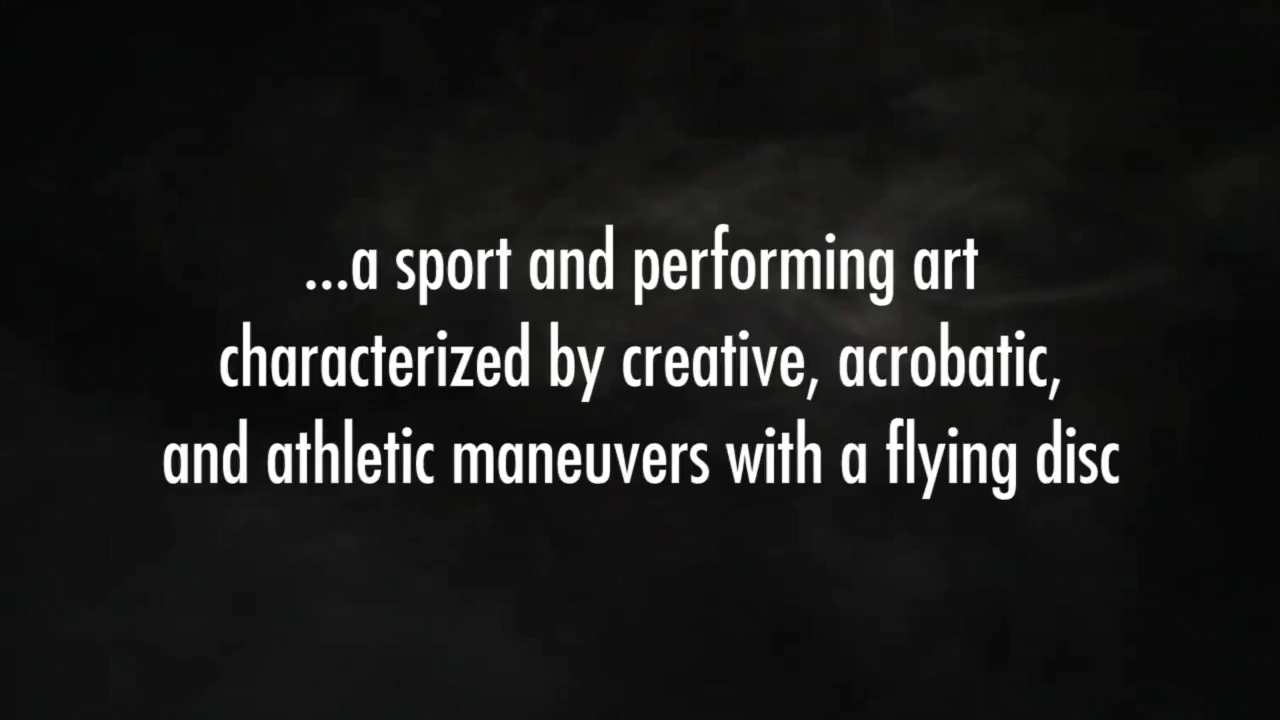 ...a sport and performing art
characterized by creative, acrobatic,
and athletic maneuvers with a flying disc